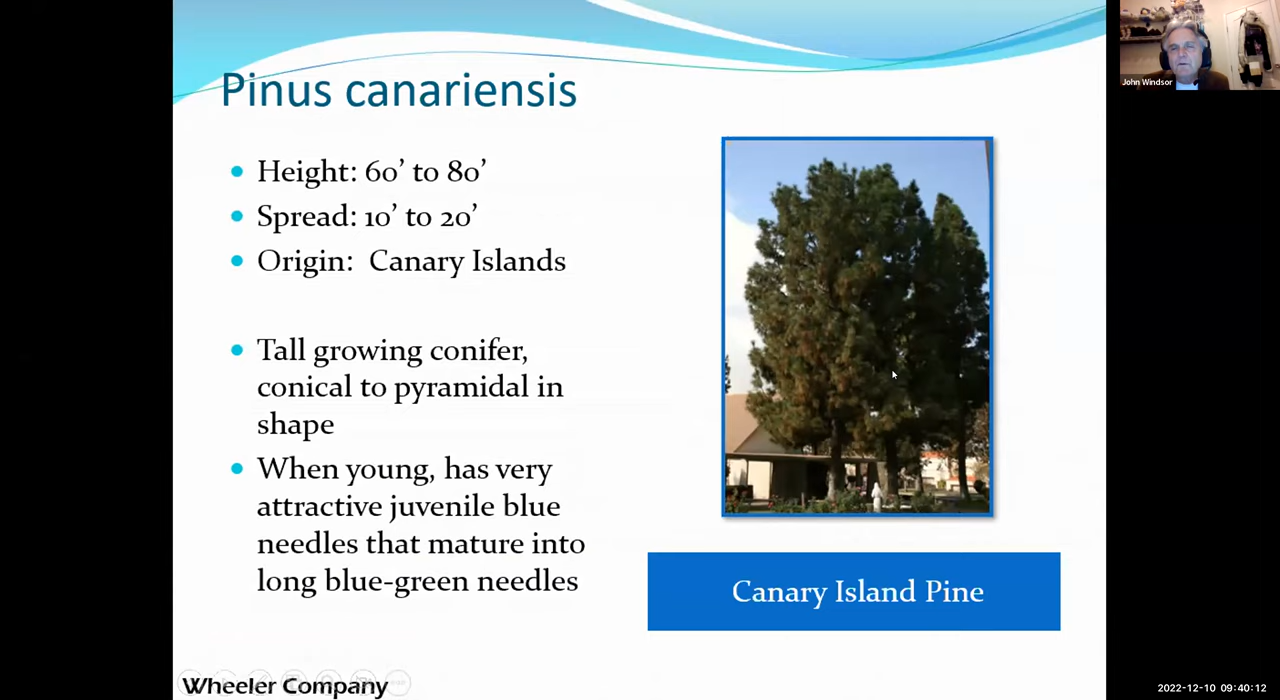 Pinus canariensis
Height: 60’ to 80’
Spread: 10’ to 20’
Origin: Canary Islands
Tall growing conifer,
conical to pyramidal in
shape
When young, has very
attractive juvenile blue
needles that mature into
long blue-green needles
Canary Island Pine
Wheeler Company
John Windsor
2022-12-10 09:40:12